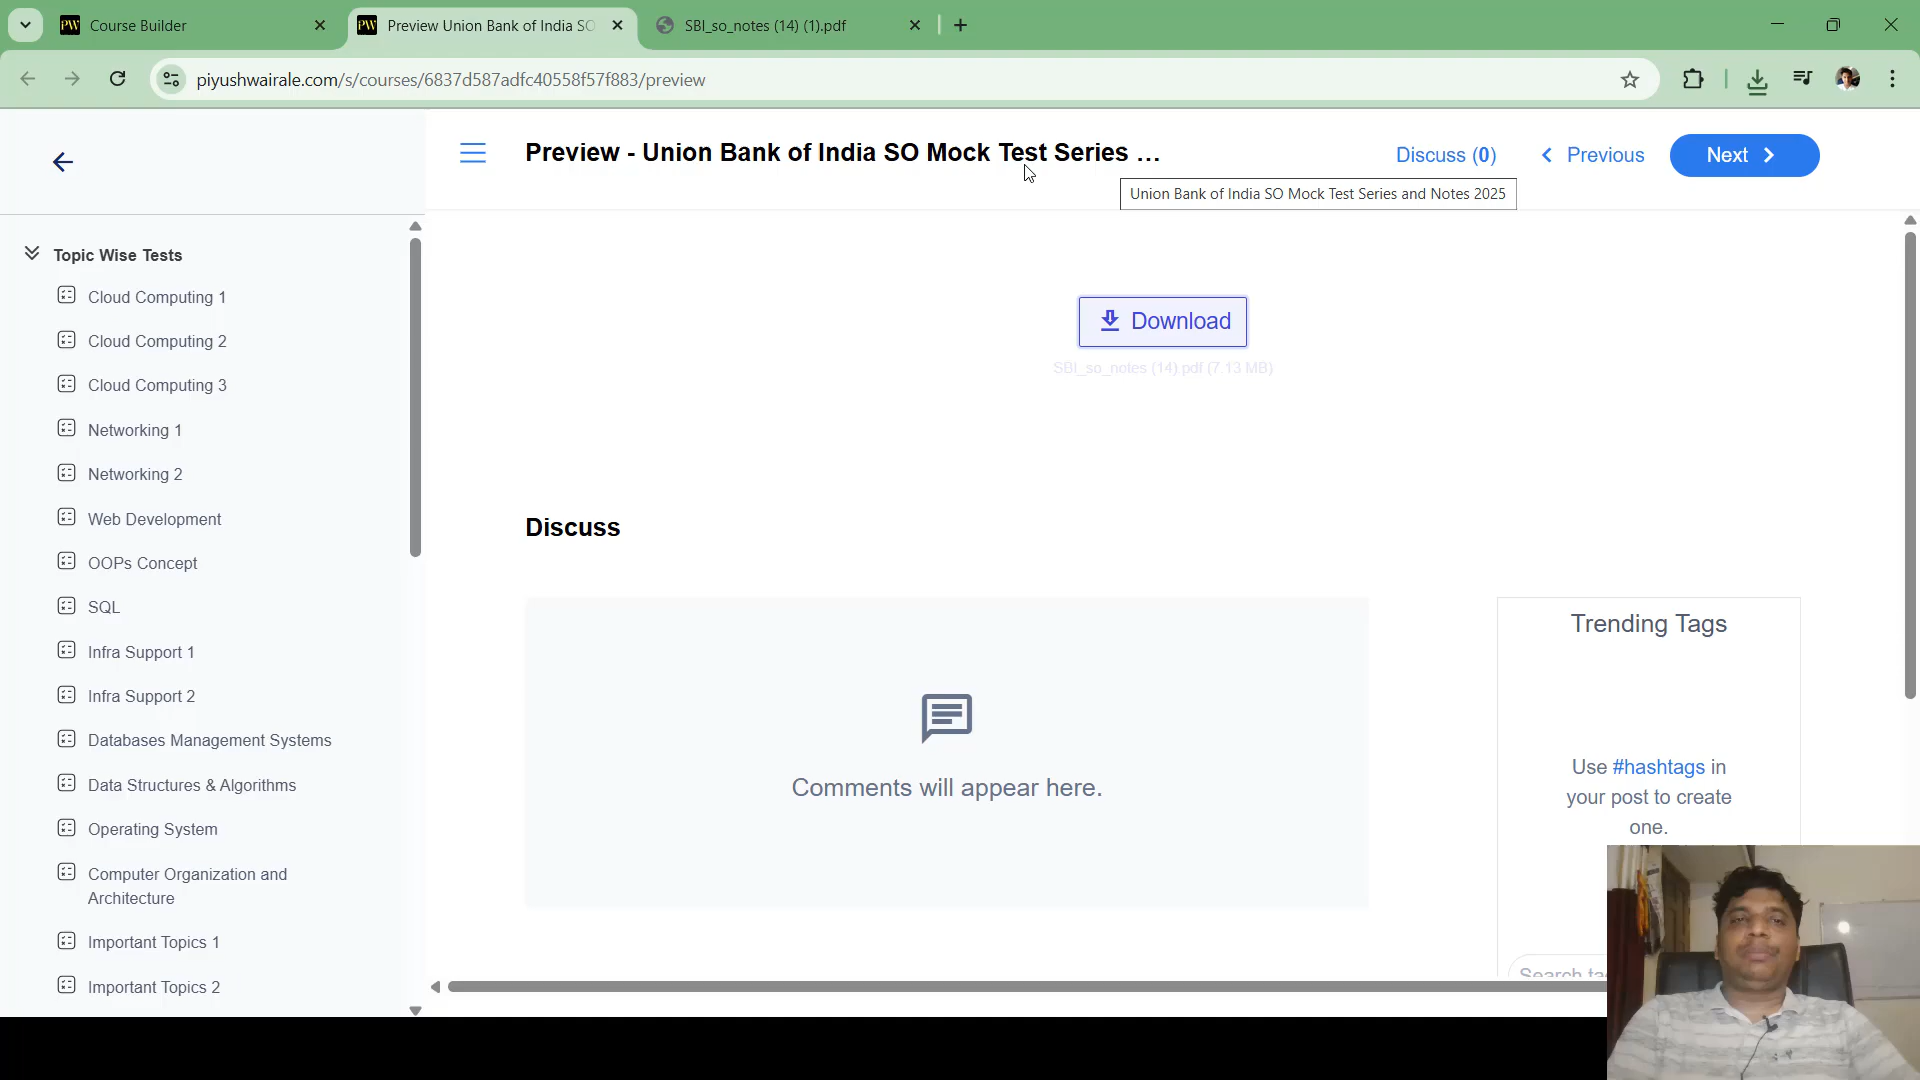 Course Builder
Preview Union Bank of India SO
SBI_so_notes (14) (1).pdf
piyushwairale.com/s/courses/6837d587adfc40558f57f883/preview
Preview - Union Bank of India SO Mock Test Series …
Discuss (0)
Previous
Next
Union Bank of India SO Mock Test Series and Notes 2025
Topic Wise Tests
Cloud Computing 1
Cloud Computing 2
Cloud Computing 3
Networking 1
Networking 2
Web Development
OOPs Concept
SQL
Infra Support 1
Infra Support 2
Databases Management Systems
Data Structures & Algorithms
Operating System
Computer Organization and
Architecture
Important Topics 1
Important Topics 2
Download
SBI_so_notes (14).pdf (7.13 MB)
Discuss
Comments will appear here.
Trending Tags
Use #hashtags in
your post to create
one.
Search